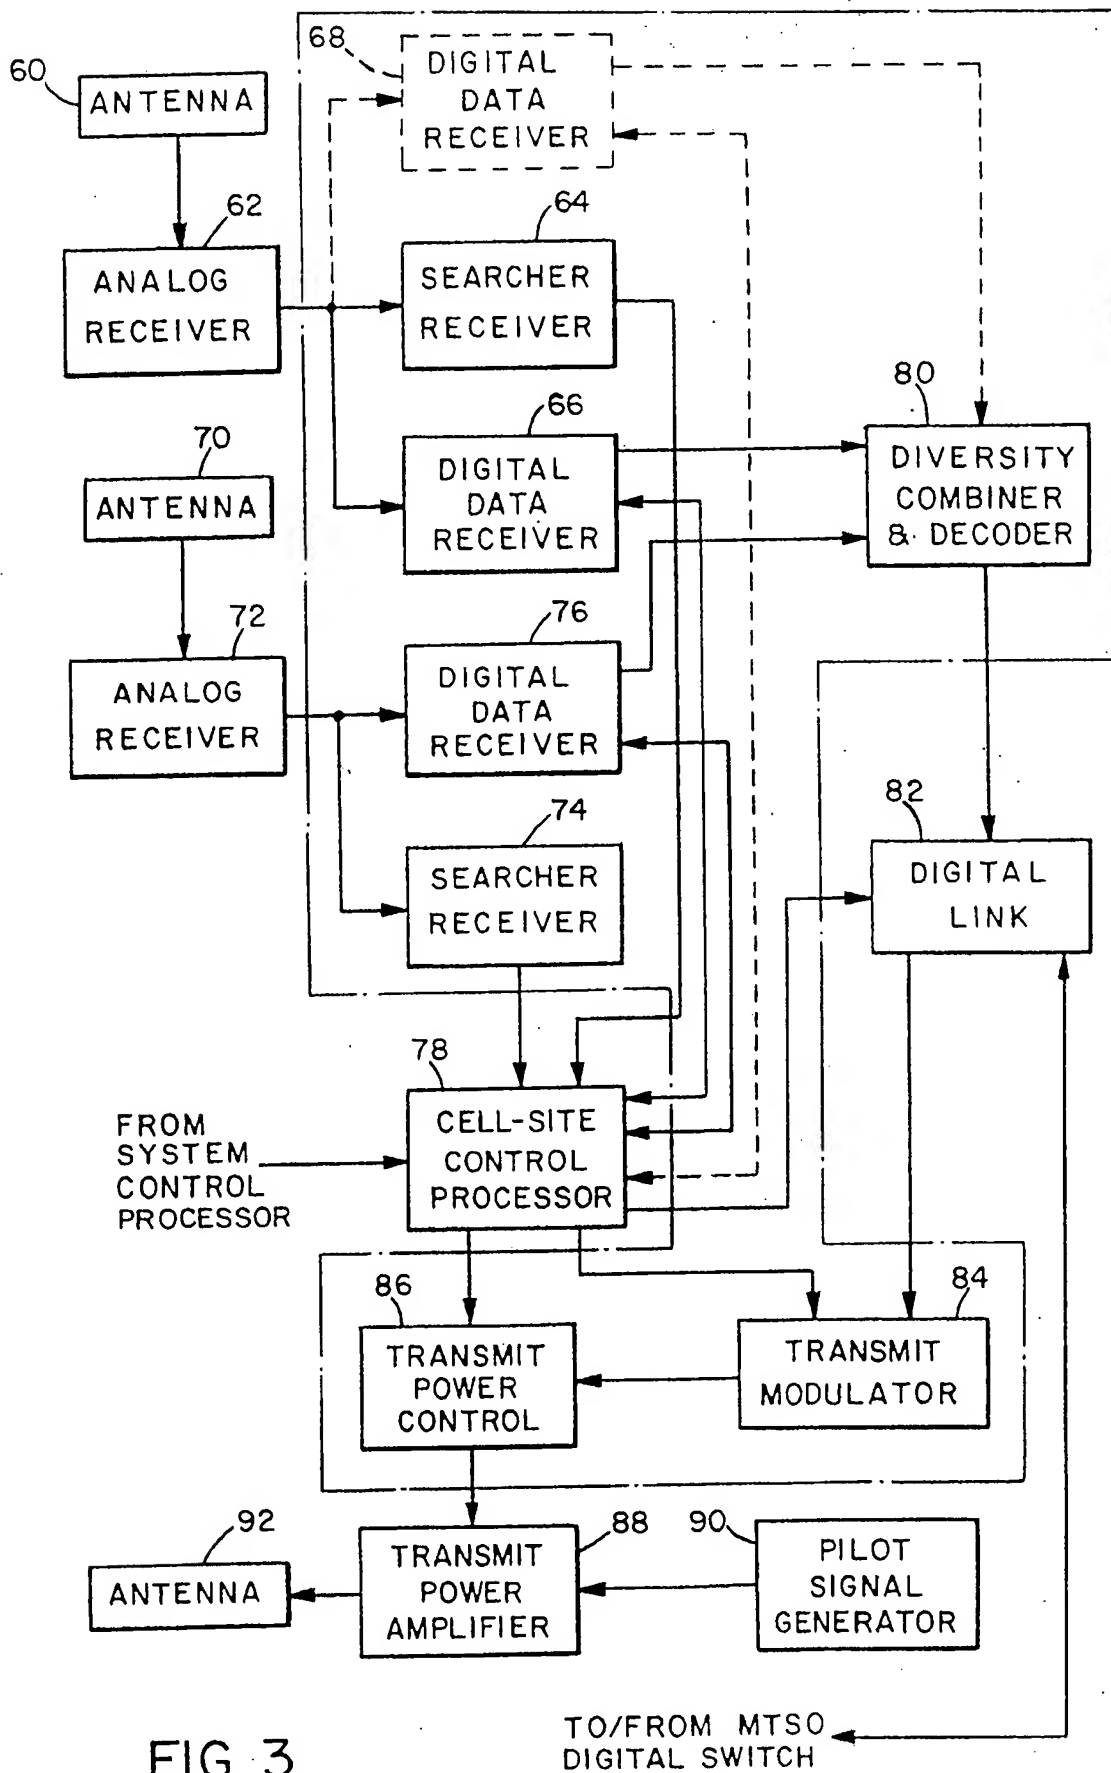 68
DIGITAL
DATA
RECEIVER
60
ANTENNA
62
ANALOG
RECEIVER
64
SEARCHER
RECEIVER
66
DIGITAL
DATA
RECEIVER
80
DIVERSITY
COMBINER
& DECODER
70
ANTENNA
72
ANALOG
RECEIVER
76
DIGITAL
DATA
RECEIVER
74
SEARCHER
RECEIVER
82
DIGITAL
LINK
78
CELL-SITE
CONTROL
PROCESSOR
FROM
SYSTEM
CONTROL
PROCESSOR
86
TRANSMIT
POWER
CONTROL
84
TRANSMIT
MODULATOR
92
ANTENNA
88
TRANSMIT
POWER
AMPLIFIER
90
PILOT
SIGNAL
GENERATOR
TO/FROM MTSO
DIGITAL SWITCH
FIG. 3